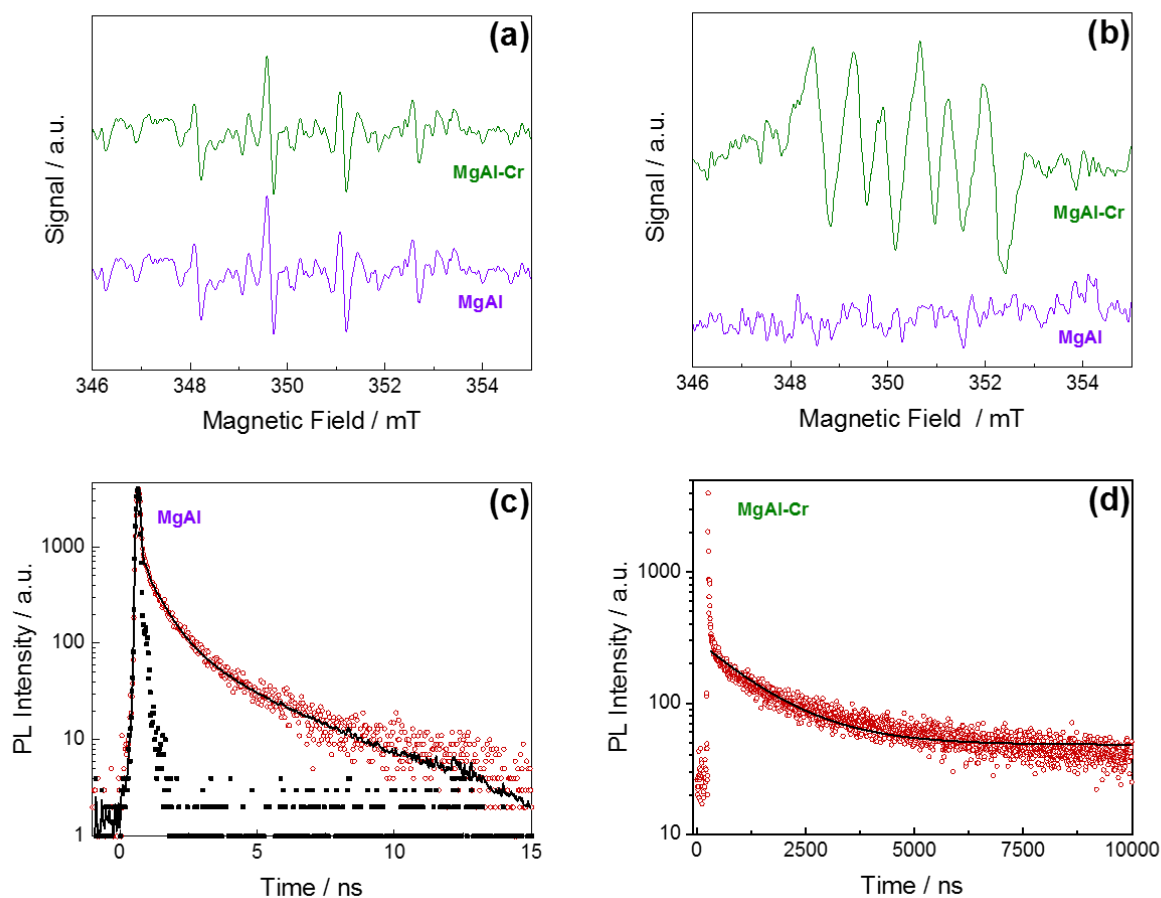 (a)
MgAl-Cr
MgAl
Signal / a.u.
346 348 350 352 354
Magnetic Field / mT
(b)
MgAl-Cr
MgAl
Signal / a.u.
346 348 350 352 354
Magnetic Field / mT
(c)
MgAl
PL Intensity / a.u.
1000
100
10
1
0 5 10 15
Time / ns
(d)
MgAl-Cr
PL Intensity / a.u.
1000
100
10
0 2500 5000 7500 10000
Time / ns